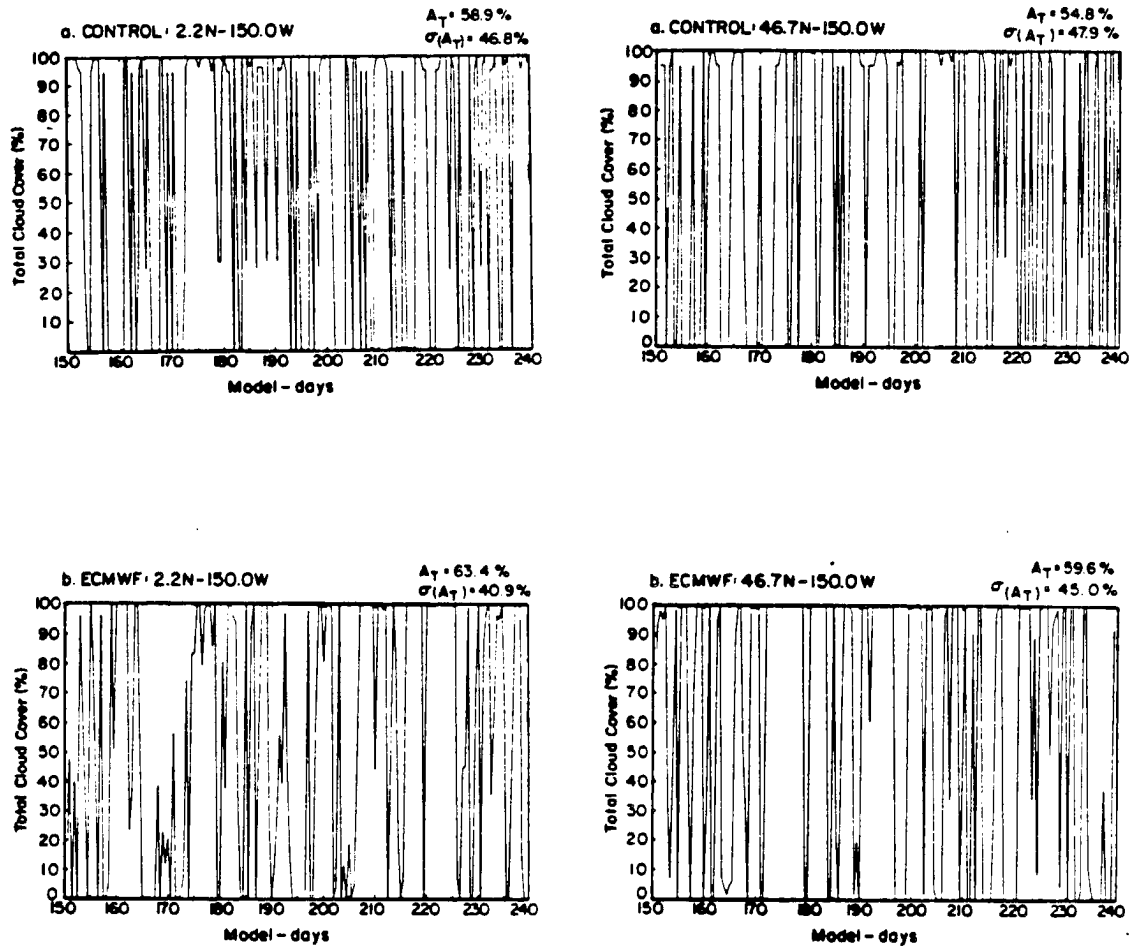 a. CONTROL: 2.2N-150.0W
A_T = 58.9 %
σ(A_T) = 46.8 %
100
90
80
70
60
50
40
30
20
10
Total Cloud Cover (%)
150 160 170 180 190 200 210 220 230 240
Model - days
a. CONTROL: 46.7N-150.0W
A_T = 54.8 %
σ(A_T) = 47.9 %
100
90
80
70
60
50
40
30
20
10
0
Total Cloud Cover (%)
150 160 170 180 190 200 210 220 230 240
Model - days
b. ECMWF: 2.2N-150.0W
A_T = 63.4 %
σ(A_T) = 40.9 %
100
90
80
70
60
50
40
30
20
10
0
Total Cloud Cover (%)
150 160 170 180 190 200 210 220 230 240
Model - days
b. ECMWF: 46.7N-150.0W
A_T = 59.6 %
σ(A_T) = 45.0 %
100
90
80
70
60
50
40
30
20
10
0
Total Cloud Cover (%)
150 160 170 180 190 200 210 220 230 240
Model - days